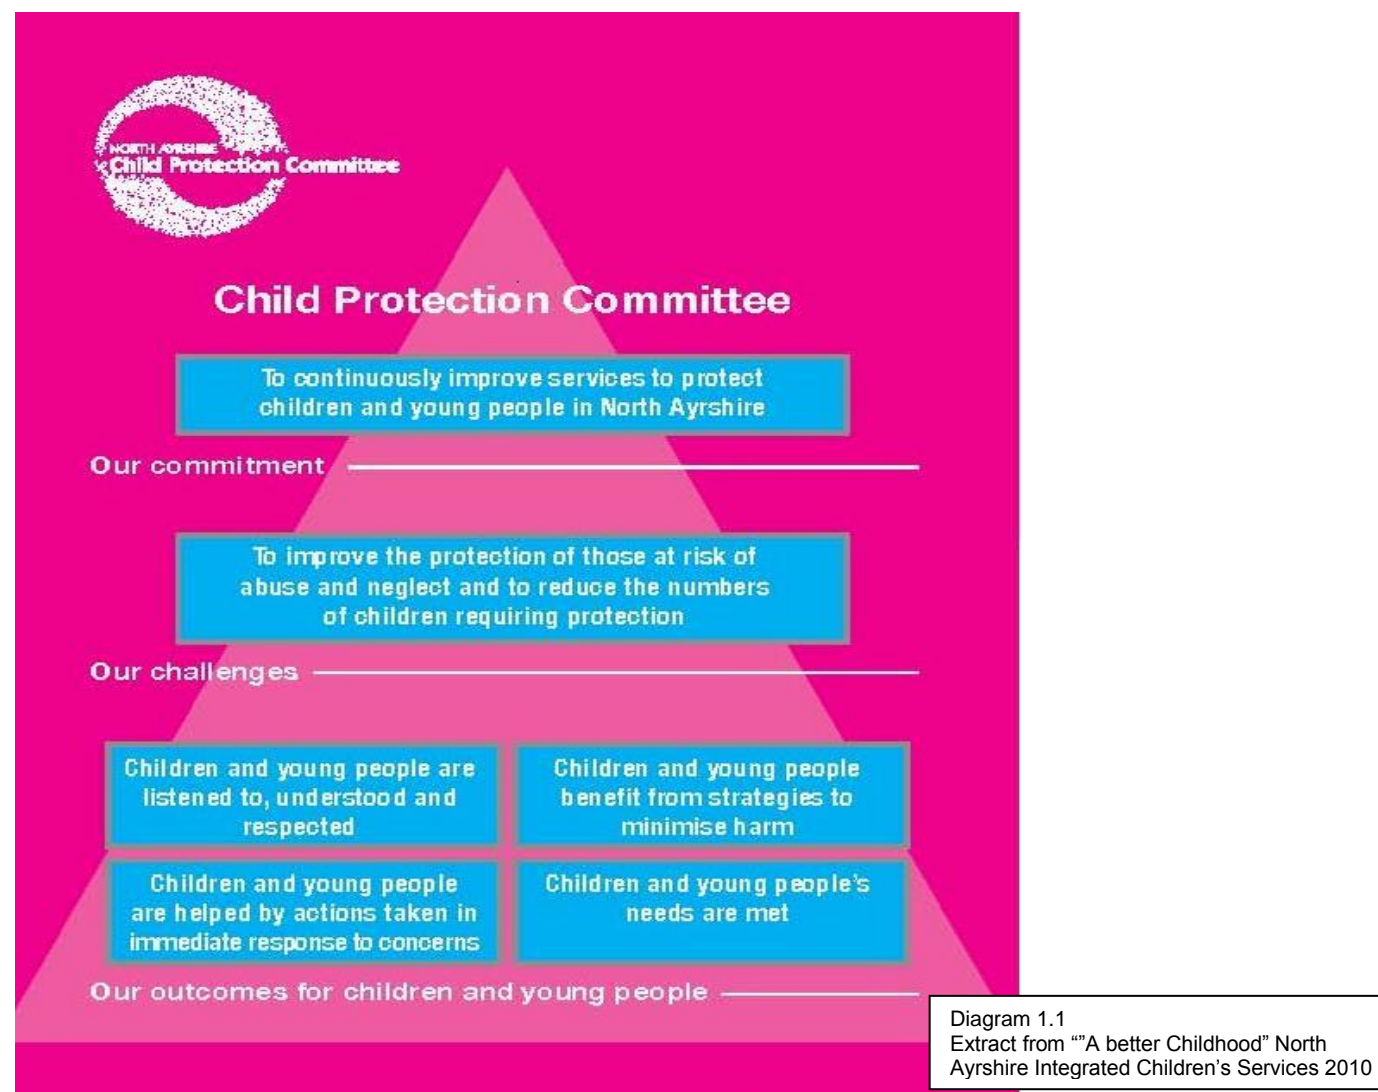 NORTH AYRSHIRE
Child Protection Committee
Child Protection Committee
To continuously improve services to protect
children and young people in North Ayrshire
Our commitment
To improve the protection of those at risk of
abuse and neglect and to reduce the numbers
of children requiring protection
Our challenges
Children and young people are
listened to, understood and
respected
Children and young people
benefit from strategies to
minimise harm
Children and young people
are helped by actions taken in
immediate response to concerns
Children and young people's
needs are met
Our outcomes for children and young people
Diagram 1.1
Extract from “”A better Childhood” North
Ayrshire Integrated Children’s Services 2010